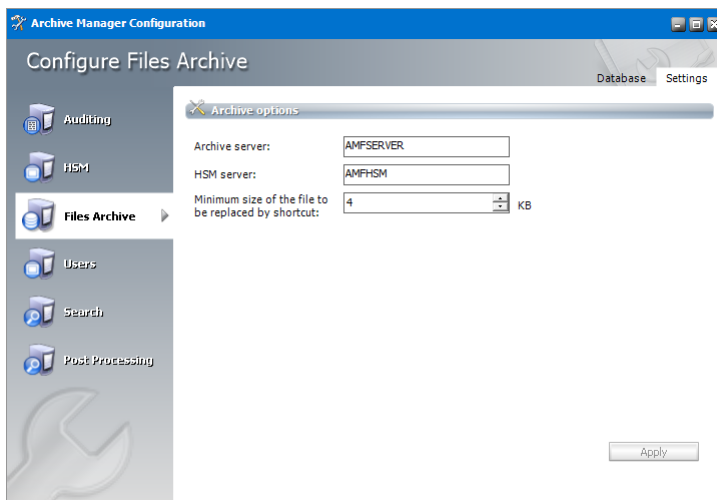 Archive Manager Configuration
Configure Files Archive
Database
Settings
Auditing
HSM
Files Archive
Users
Search
Post Processing
Archive options
Archive server:
AMFSERVER
HSM server:
AMFHSM
Minimum size of the file to
be replaced by shortcut:
4
KB
Apply